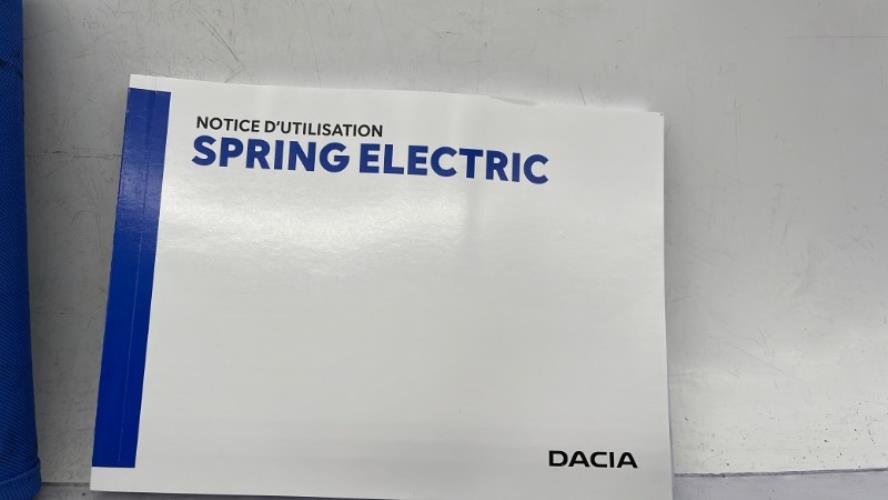 NOTICE D'UTILISATION
SPRING ELECTRIC
DACIA